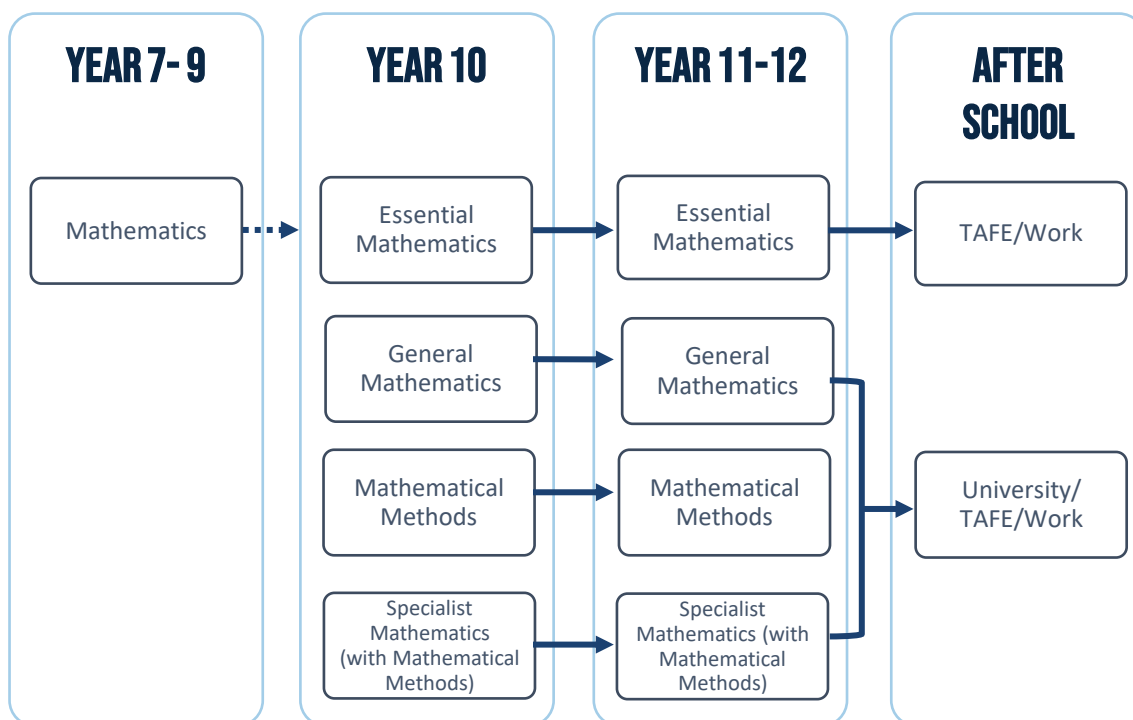 YEAR 7- 9
Mathematics
YEAR 10
Essential
Mathematics
General
Mathematics
Mathematical
Methods
Specialist
Mathematics
(with Mathematical
Methods)
YEAR 11-12
Essential
Mathematics
General
Mathematics
Mathematical
Methods
Specialist
Mathematics (with
Mathematical
Methods)
AFTER
SCHOOL
TAFE/Work
University/
TAFE/Work